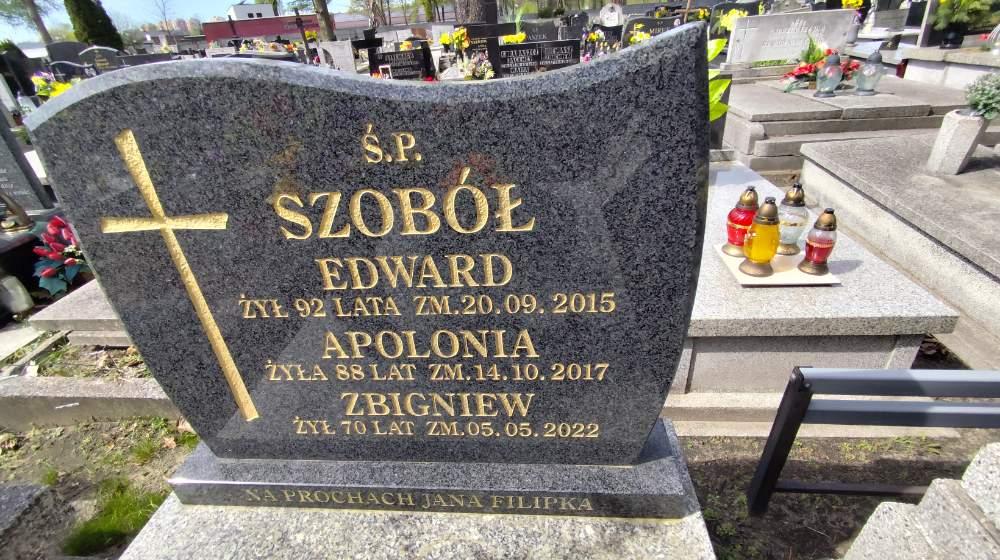 Ś.P.
SZOBÓŁ
EDWARD
ŻYŁ 92 LATA ZM.20.09.2015
APOLONIA
ŻYŁA 88 LAT ZM.14.10.2017
ZBIGNIEW
ŻYŁ 70 LAT ZM.05.05.2022
NA PROCHACH JANA FILIPKA